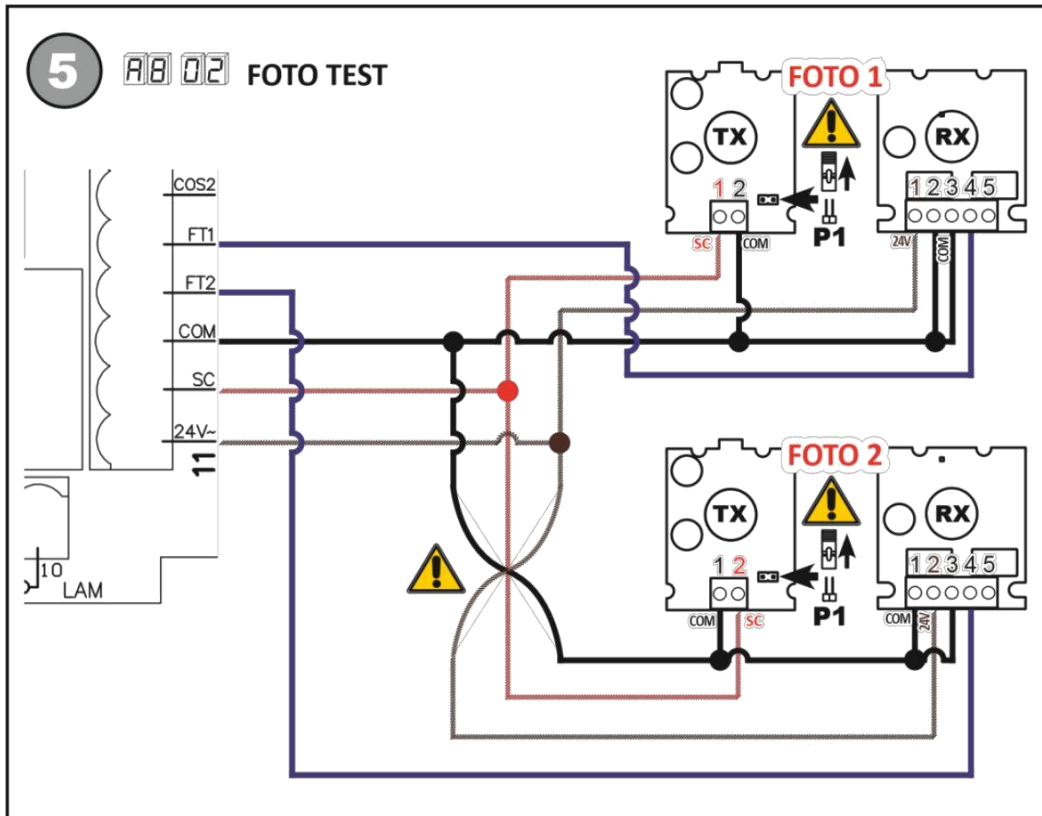 5 A8 02 FOTO TEST
COS2
FT1
FT2
COM
SC
24V~
11
10
LAM
FOTO 1
TX
RX
1 2
1 2 3 4 5
P1
SC
COM
24V
COM
FOTO 2
TX
RX
1 2
1 2 3 4 5
P1
COM
SC
COM
24V